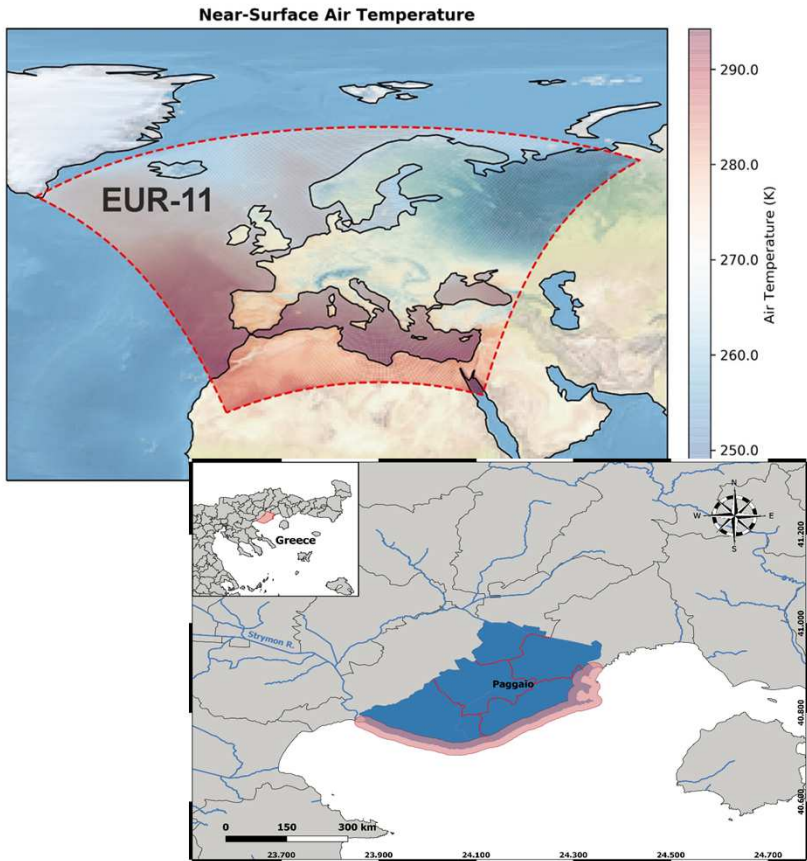 Near-Surface Air Temperature
EUR-11
290.0
280.0
270.0
260.0
250.0
Air Temperature (K)
Greece
N
W
E
S
Strymon R.
Paggaio
41.200
41.000
40.800
40.600
0 150 300 km
23.700 23.900 24.100 24.300 24.500 24.700